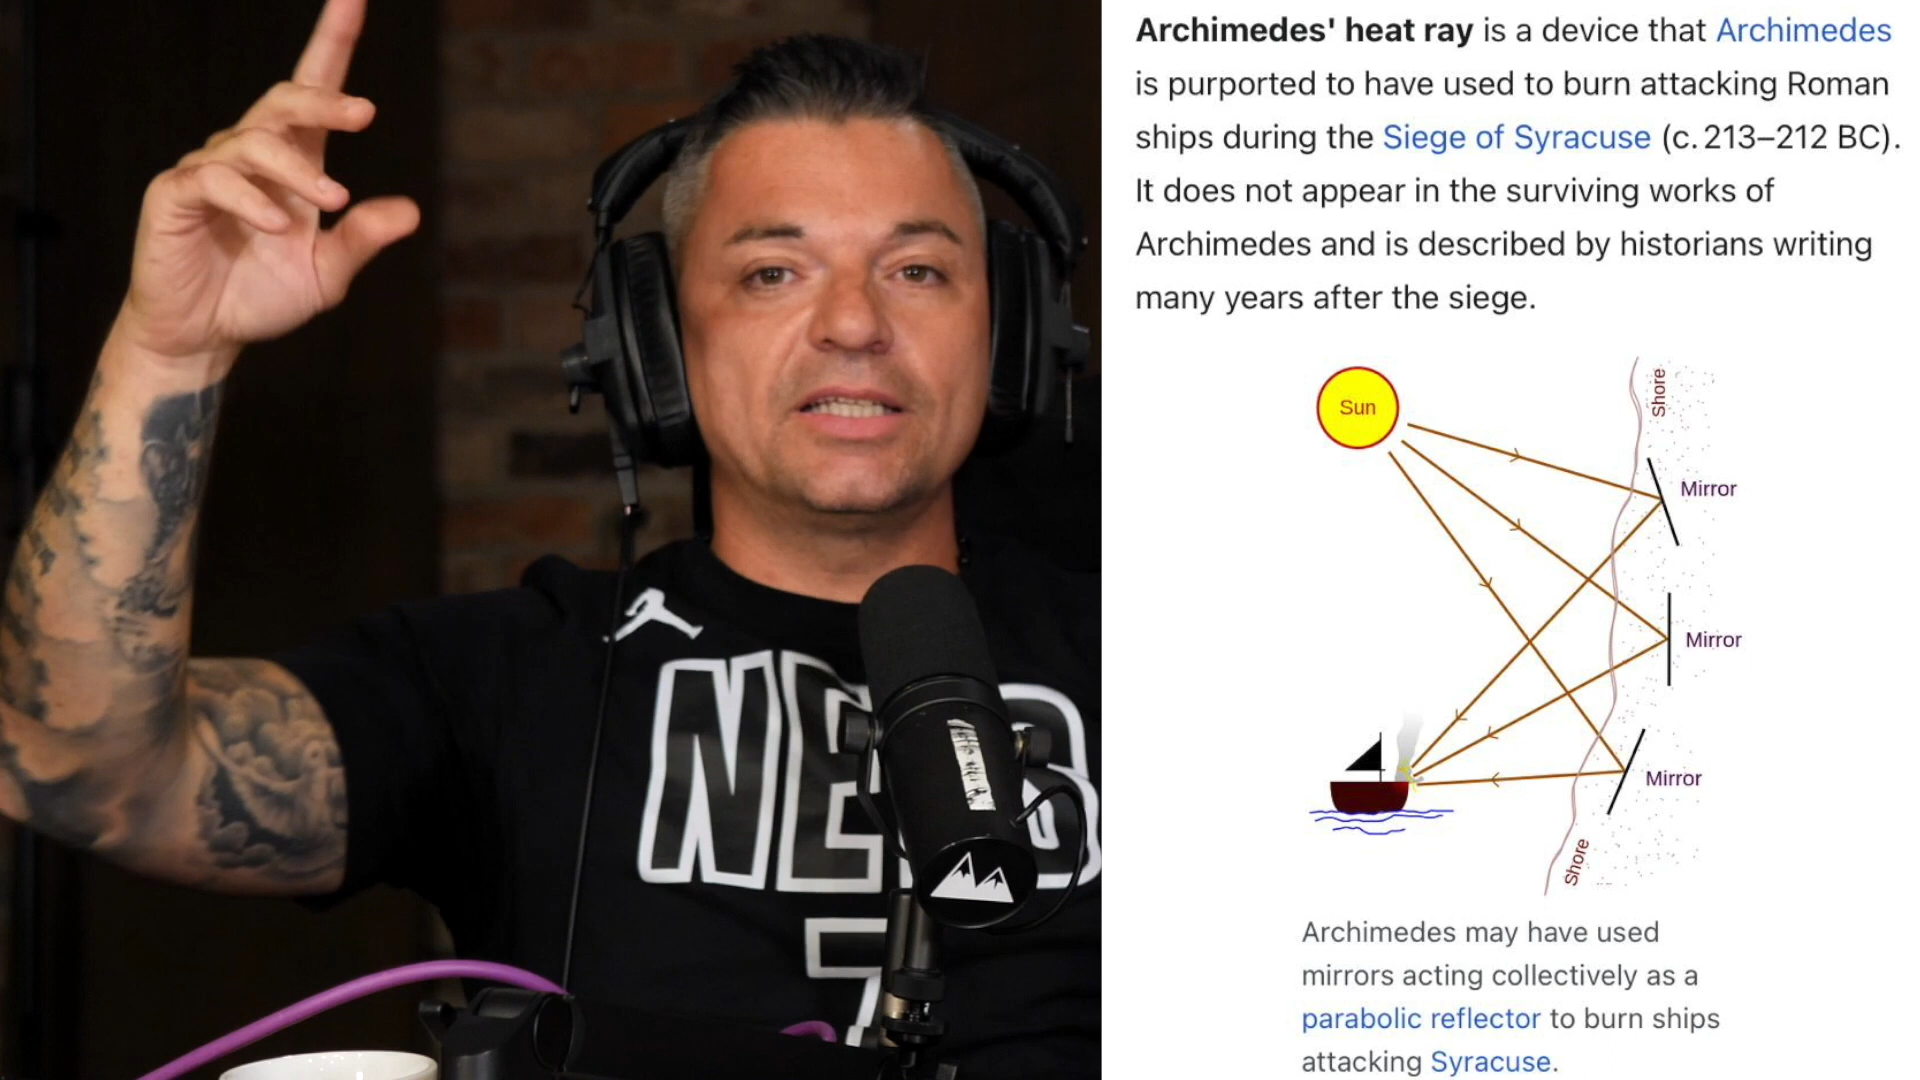 Archimedes' heat ray is a device that Archimedes
is purported to have used to burn attacking Roman
ships during the Siege of Syracuse (c. 213–212 BC).
It does not appear in the surviving works of
Archimedes and is described by historians writing
many years after the siege.
Sun
Shore
Mirror
Mirror
Mirror
Shore
Archimedes may have used
mirrors acting collectively as a
parabolic reflector to burn ships
attacking Syracuse.